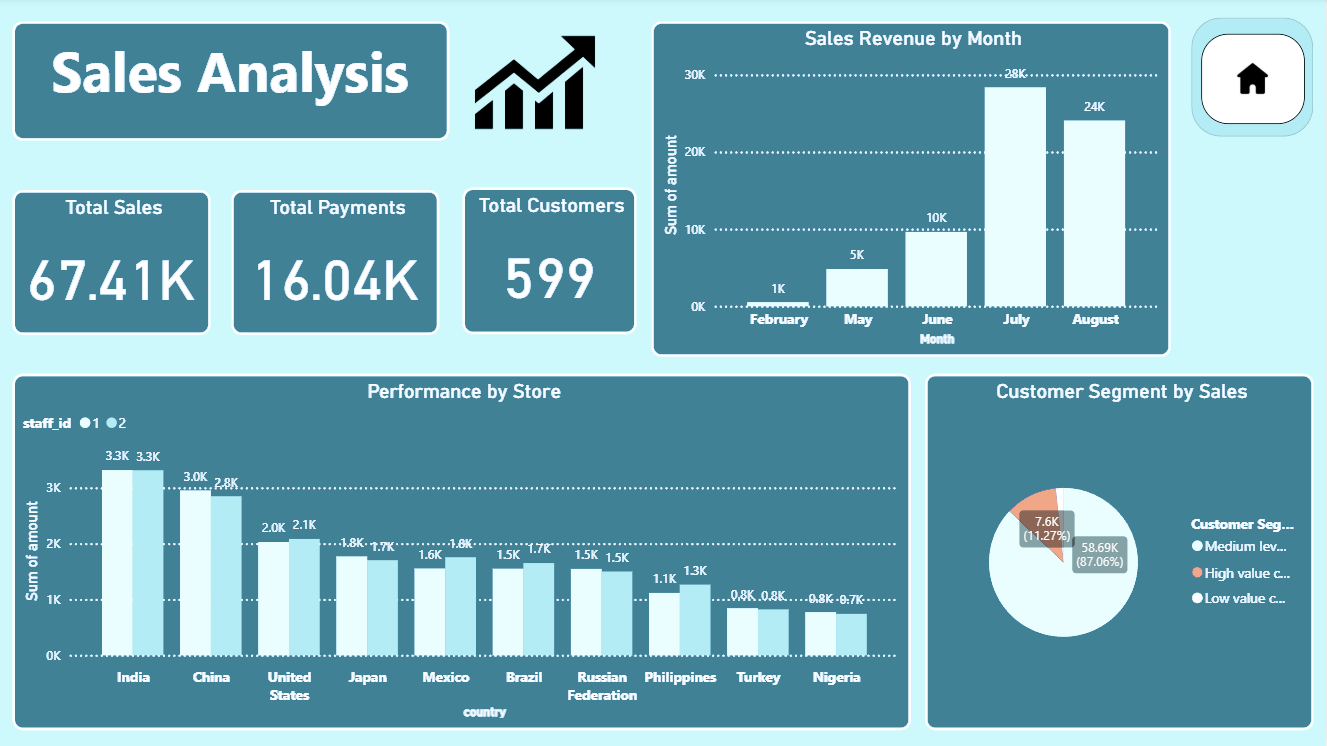 Sales Analysis
Total Sales
67.41K
Total Payments
16.04K
Total Customers
599
Sales Revenue by Month
Sum of amount
30K
20K
10K
0K
1K
5K
10K
28K
24K
February May June July August
Month
Performance by Store
staff_id 1 2
Sum of amount
3K
2K
1K
0K
3.3K 3.3K
3.0K 2.8K
2.0K 2.1K
1.8K 1.7K
1.6K 1.8K
1.5K 1.7K
1.5K 1.5K
1.1K 1.3K
0.8K 0.8K
0.8K 0.7K
India
China
United
States
Japan
Mexico
Brazil
Russian
Federation
Philippines
Turkey
Nigeria
country
Customer Segment by Sales
7.6K
(11.27%)
58.69K
(87.06%)
Customer Seg...
Medium lev...
High value c...
Low value c...